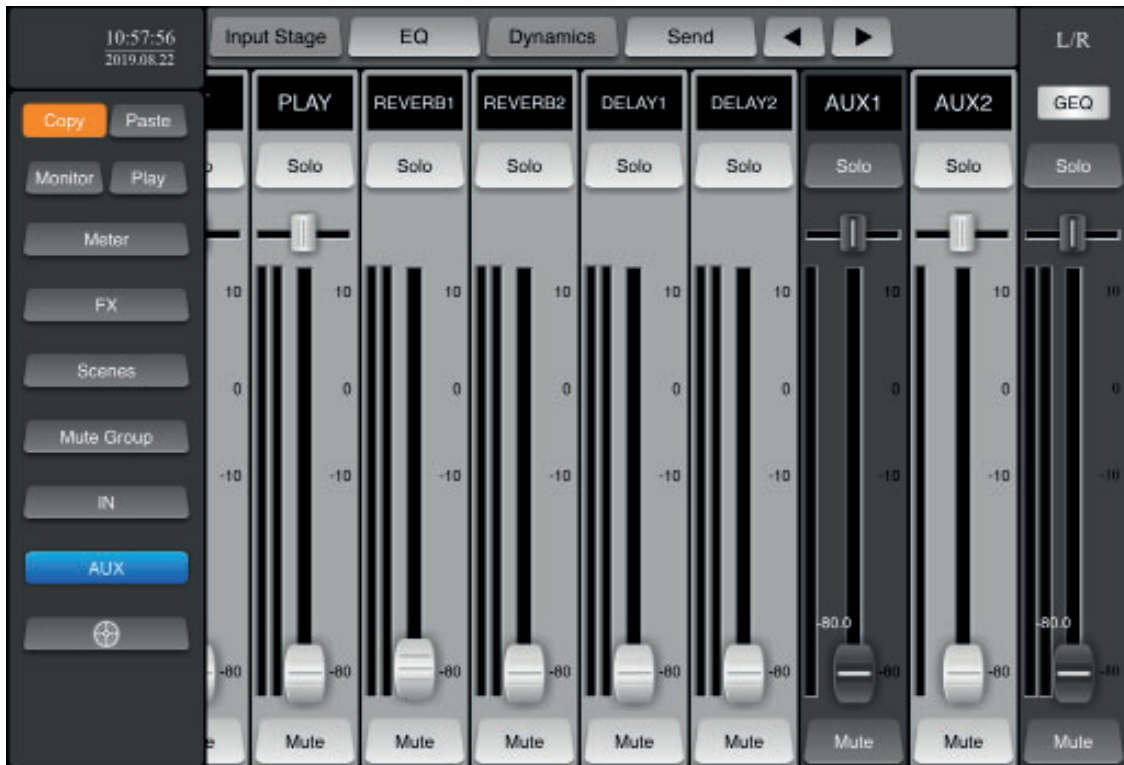 10:57:56
2019.08.22
Input Stage EQ Dynamics Send
L/R
Copy Paste
Monitor Play
Meter
FX
Scenes
Mute Group
IN
AUX
PLAY REVERB1 REVERB2 DELAY1 DELAY2 AUX1 AUX2 GEQ
Solo Solo Solo Solo Solo Solo Solo Solo
10 10 10 10 10 10 10 10 10
0 0 0 0 0 0 0 0 0
-10 -10 -10 -10 -10 -10 -10 -10 -10
-80.0 -80.0
-80 -80 -80 -80 -80 -80 -80 -80 -80
Mute Mute Mute Mute Mute Mute Mute Mute